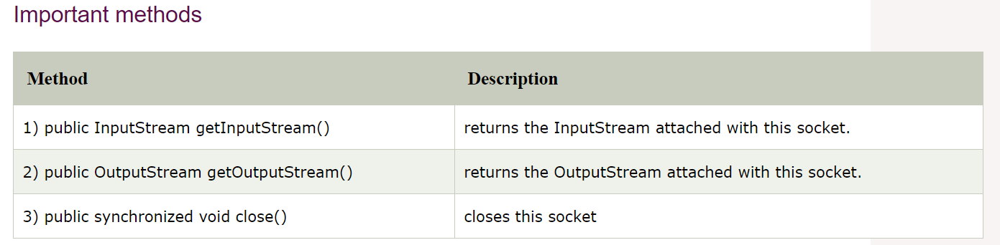 Important methods
Method Description
1) public InputStream getInputStream() returns the InputStream attached with this socket.
2) public OutputStream getOutputStream() returns the OutputStream attached with this socket.
3) public synchronized void close() closes this socket